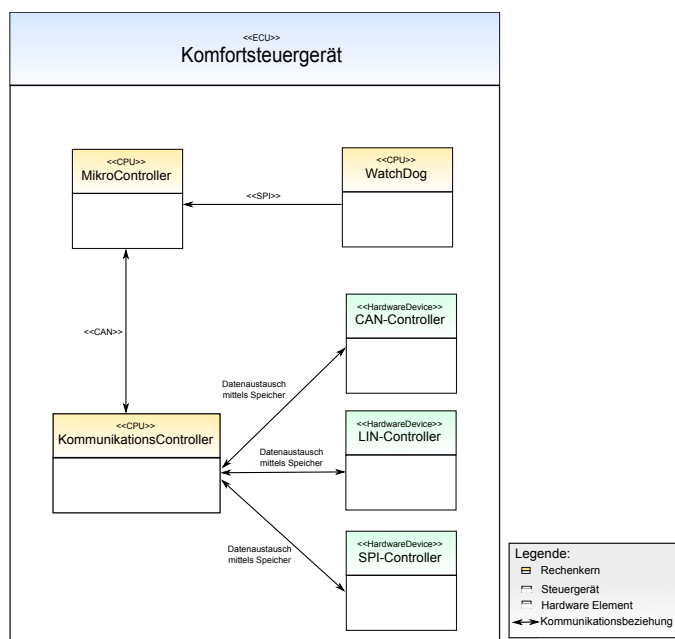 <<ECU>>
Komfortsteuergerät
<<CPU>>
MikroController
<<SPI>>
<<CPU>>
WatchDog
<<CAN>>
<<HardwareDevice>>
CAN-Controller
Datenaustausch
mittels Speicher
<<CPU>>
KommunikationsController
<<HardwareDevice>>
LIN-Controller
Datenaustausch
mittels Speicher
<<HardwareDevice>>
SPI-Controller
Datenaustausch
mittels Speicher
Legende:
Rechenkern
Steuergerät
Hardware Element
Kommunikationsbeziehung